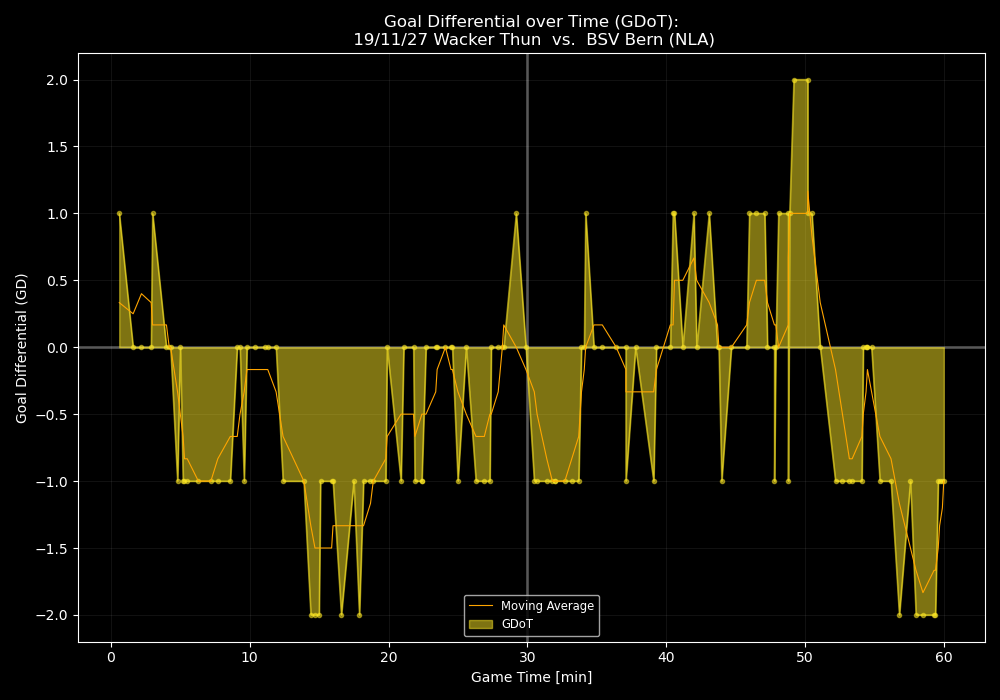 Goal Differential over Time (GDoT):
19/11/27 Wacker Thun  vs.  BSV Bern (NLA)
Goal Differential (GD)
2.0
1.5
1.0
0.5
0.0
−0.5
−1.0
−1.5
−2.0
Moving Average
GDoT
0 10 20 30 40 50 60
Game Time [min]